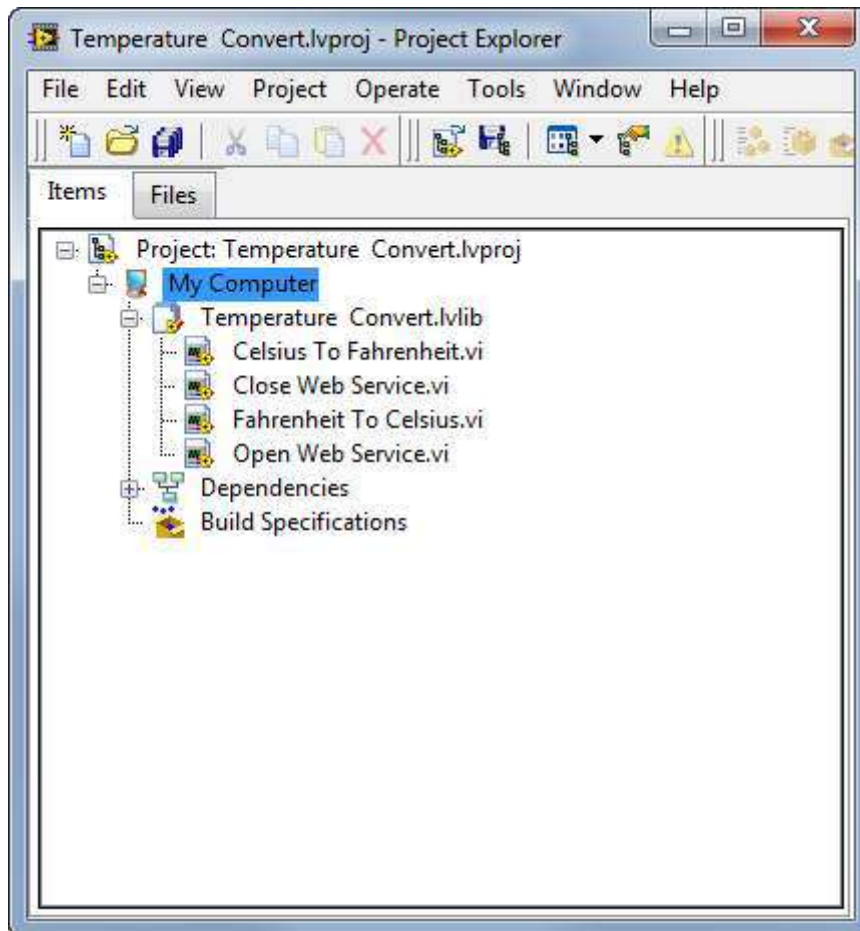 Temperature  Convert.lvproj - Project Explorer
File Edit View Project Operate Tools Window Help
Items Files
Project: Temperature  Convert.lvproj
My Computer
Temperature  Convert.lvlib
Celsius To Fahrenheit.vi
Close Web Service.vi
Fahrenheit To Celsius.vi
Open Web Service.vi
Dependencies
Build Specifications